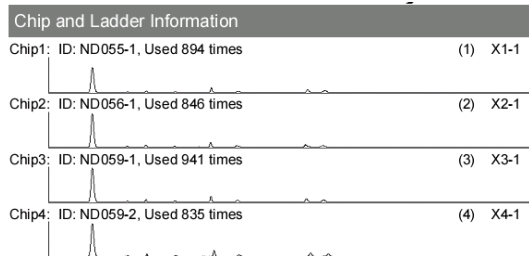 Chip and Ladder Information
Chip1: ID: ND055-1, Used 894 times (1) X1-1
Chip2: ID: ND056-1, Used 846 times (2) X2-1
Chip3: ID: ND059-1, Used 941 times (3) X3-1
Chip4: ID: ND059-2, Used 835 times (4) X4-1